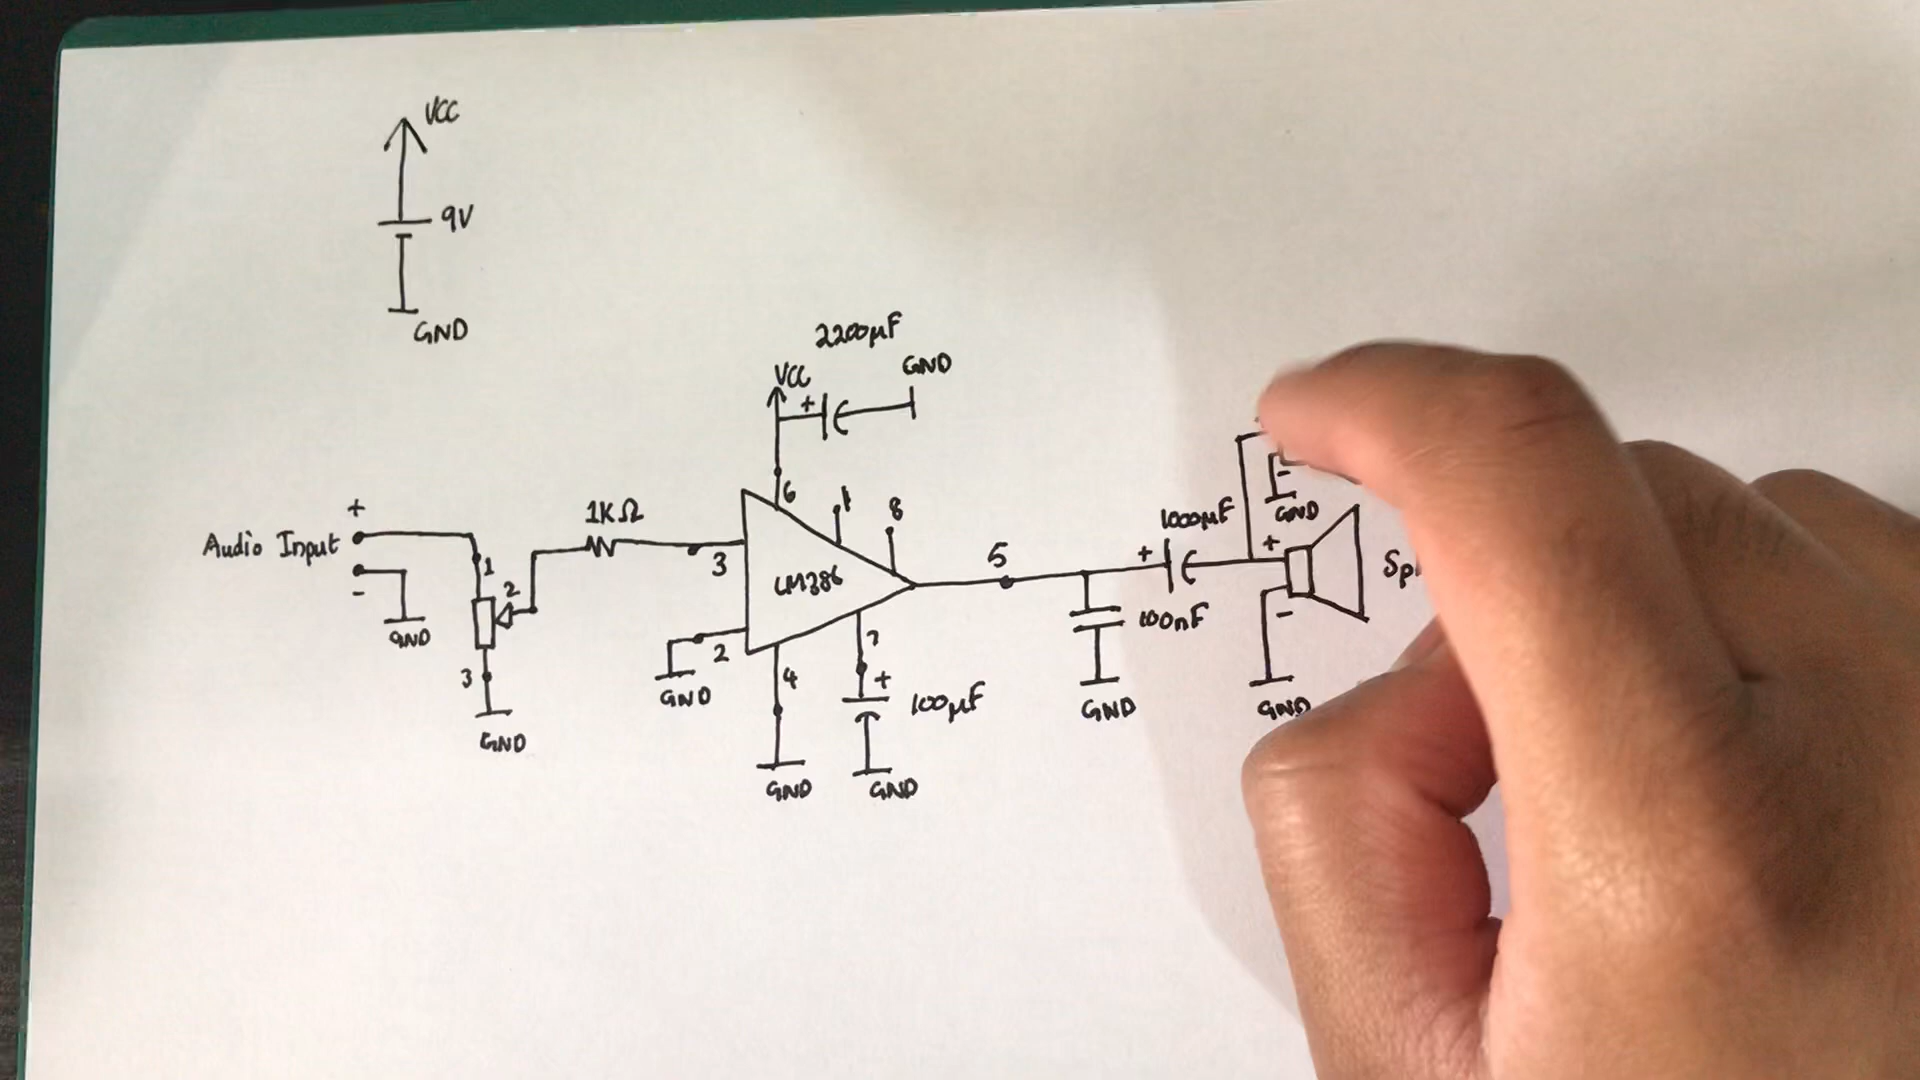 VCC
9V
GND
2200µF
VCC
GND
+
6
1
8
Audio Input
+
-
GND
1
2
3
GND
1KΩ
3
2
GND
LM386
4
GND
7
+
100µF
GND
5
100nF
GND
+
1000µF
-
GND
+
-
GND